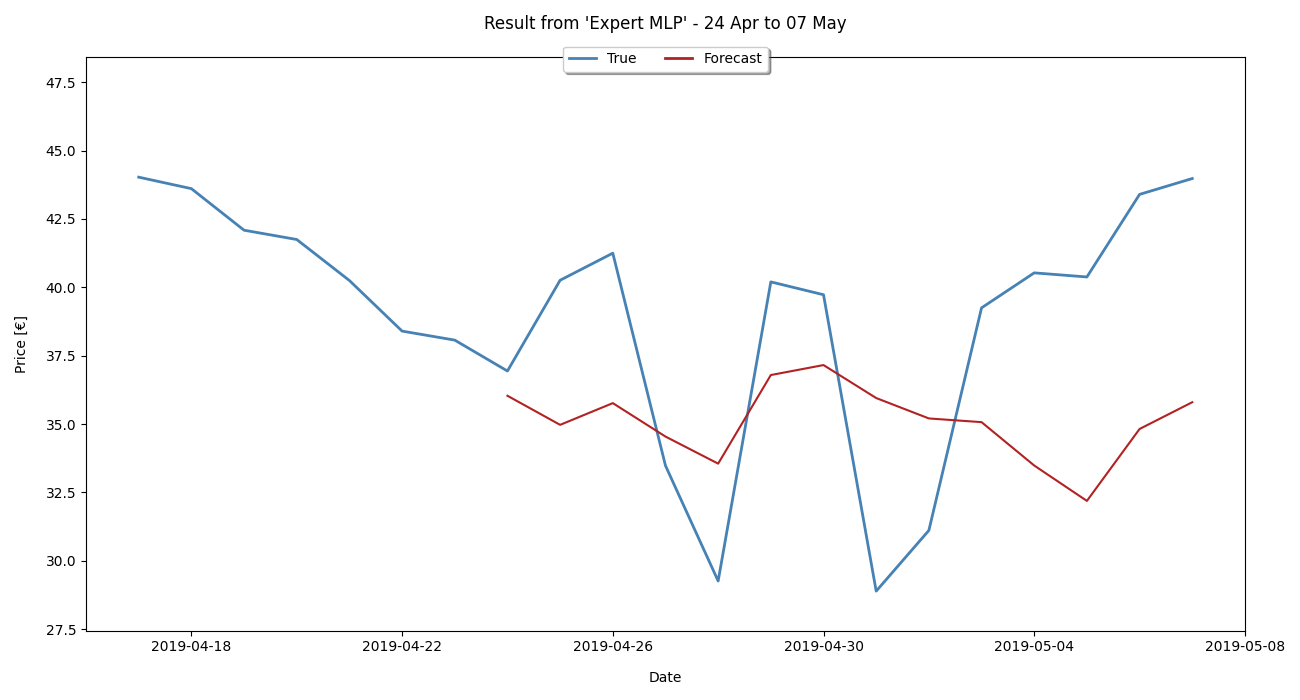 Result from 'Expert MLP' - 24 Apr to 07 May
True Forecast
47.5
45.0
42.5
40.0
37.5
35.0
32.5
30.0
27.5
Price [€]
2019-04-18 2019-04-22 2019-04-26 2019-04-30 2019-05-04 2019-05-08
Date